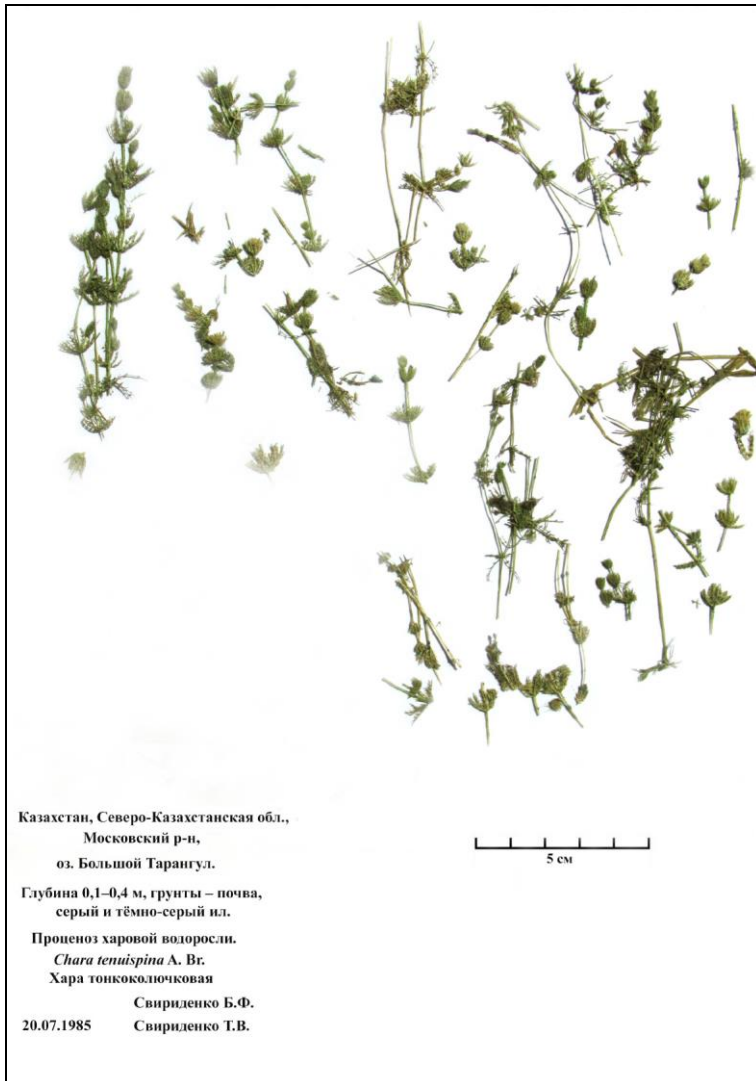 Казахстан, Северо-Казахстанская обл.,
Московский р-н,
оз. Большой Тарангул.
Глубина 0,1–0,4 м, грунты – почва,
серый и тёмно-серый ил.
Проценоз харовой водоросли.
Chara tenuispina A. Br.
Хара тонкоколючковая
Свириденко Б.Ф.
20.07.1985 Свириденко Т.В.
5 см